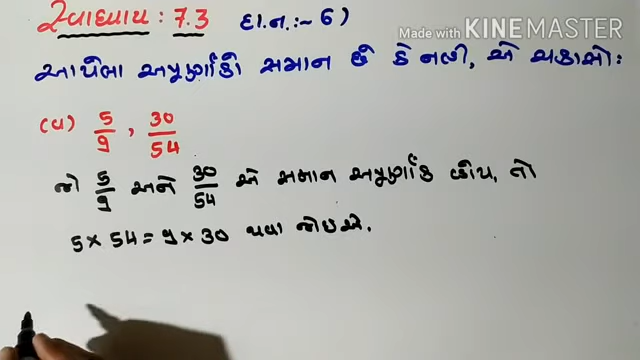 Made with KINEMASTER
સ્વાધ્યાય : 7.3 દા.ન. :- 6)
આપેલા અપૂર્ણાંકો સમાન છે કે નહી, એ ચકાસો :
(અ) 5/9 , 30/54
જો 5/9 અને 30/54 એ સમાન અપૂર્ણાંક હોય, તો
5 × 54 = 9 × 30 થવા જોઇએ.